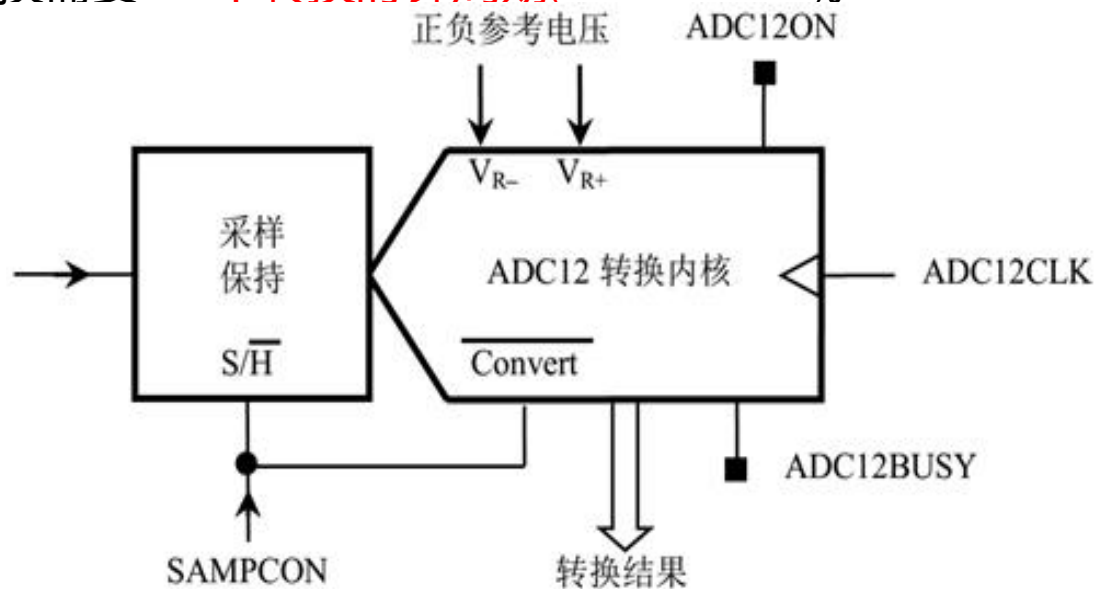 正负参考电压
ADC12ON
V_R– V_R+
采样
保持
ADC12 转换内核
ADC12CLK
S/H̅
C̅o̅n̅v̅e̅r̅t̅
ADC12BUSY
SAMPCON
转换结果